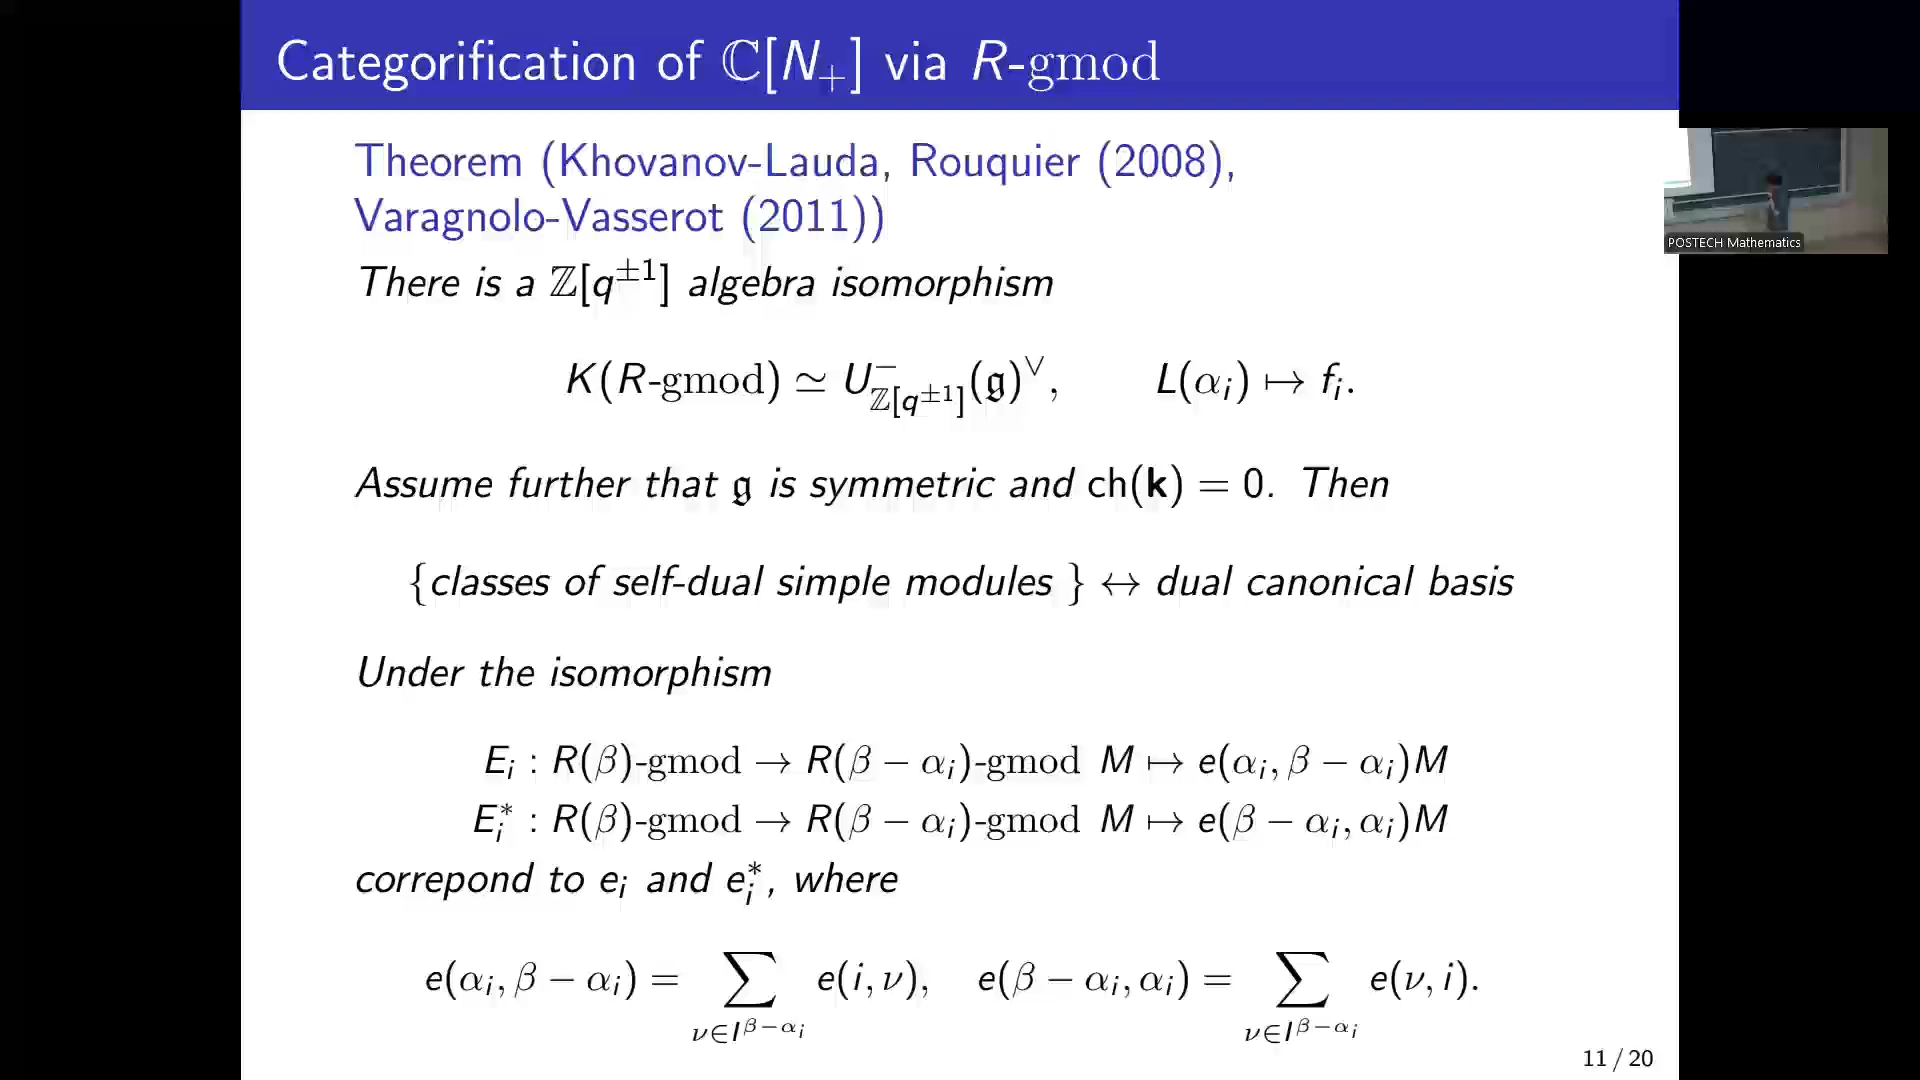 Categorification of ℂ[N₊] via R-gmod
Theorem (Khovanov-Lauda, Rouquier (2008),
Varagnolo-Vasserot (2011))
There is a ℤ[q^{±1}] algebra isomorphism
K(R-gmod) ≃ U^−_{ℤ[q^{±1}]}(𝔤)^∨, L(α_i) ↦ f_i.
Assume further that 𝔤 is symmetric and ch(𝐤) = 0. Then
{classes of self-dual simple modules } ↔ dual canonical basis
Under the isomorphism
E_i : R(β)-gmod → R(β − α_i)-gmod M ↦ e(α_i, β − α_i)M
E_i^* : R(β)-gmod → R(β − α_i)-gmod M ↦ e(β − α_i, α_i)M
correpond to e_i and e_i^*, where
e(α_i, β − α_i) = ∑_{ν∈I^{β−α_i}} e(i, ν), e(β − α_i, α_i) = ∑_{ν∈I^{β−α_i}} e(ν, i).
11 / 20
POSTECH Mathematics